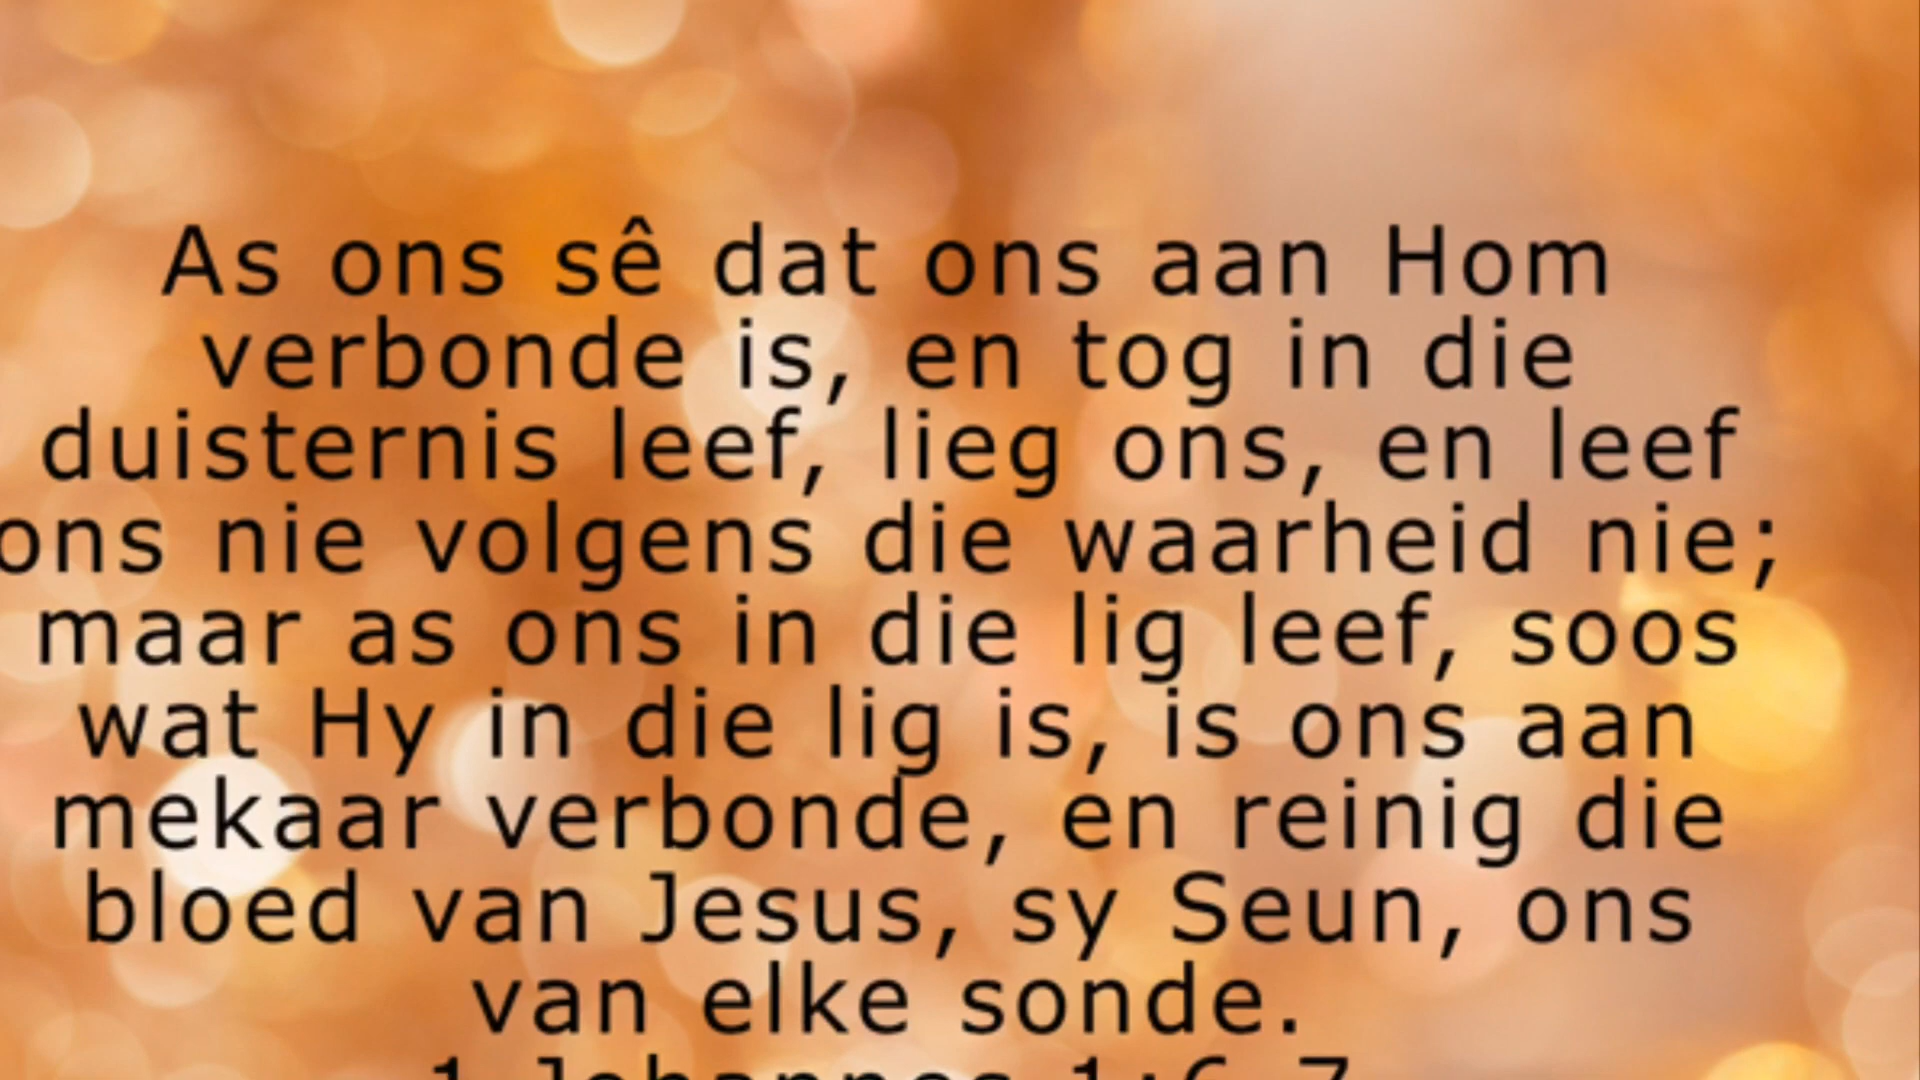 As ons sê dat ons aan Hom
verbonde is, en tog in die
duisternis leef, lieg ons, en leef
ons nie volgens die waarheid nie;
maar as ons in die lig leef, soos
wat Hy in die lig is, is ons aan
mekaar verbonde, en reinig die
bloed van Jesus, sy Seun, ons
van elke sonde.
1 Johannes 1:6-7